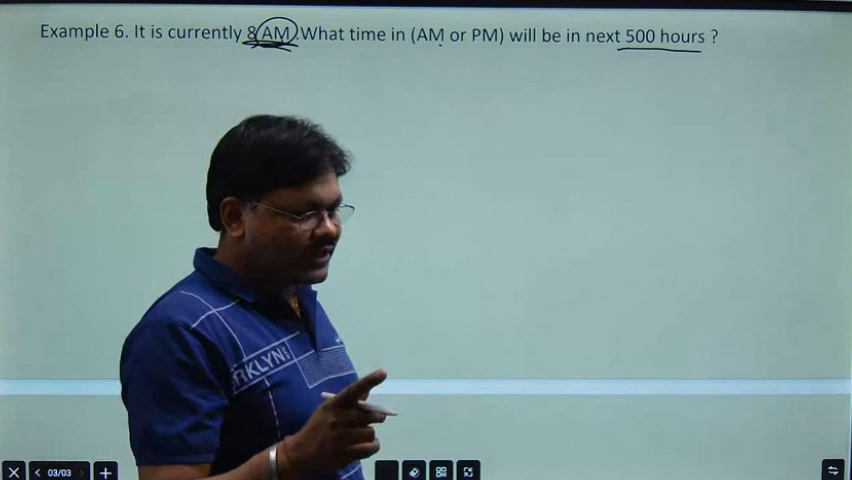 Example 6. It is currently 8 AM. What time in (AM or PM) will be in next 500 hours ?
RKLYN
03/03